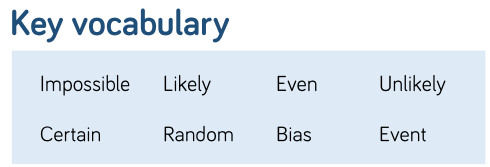 Key vocabulary
Impossible Likely Even Unlikely
Certain Random Bias Event